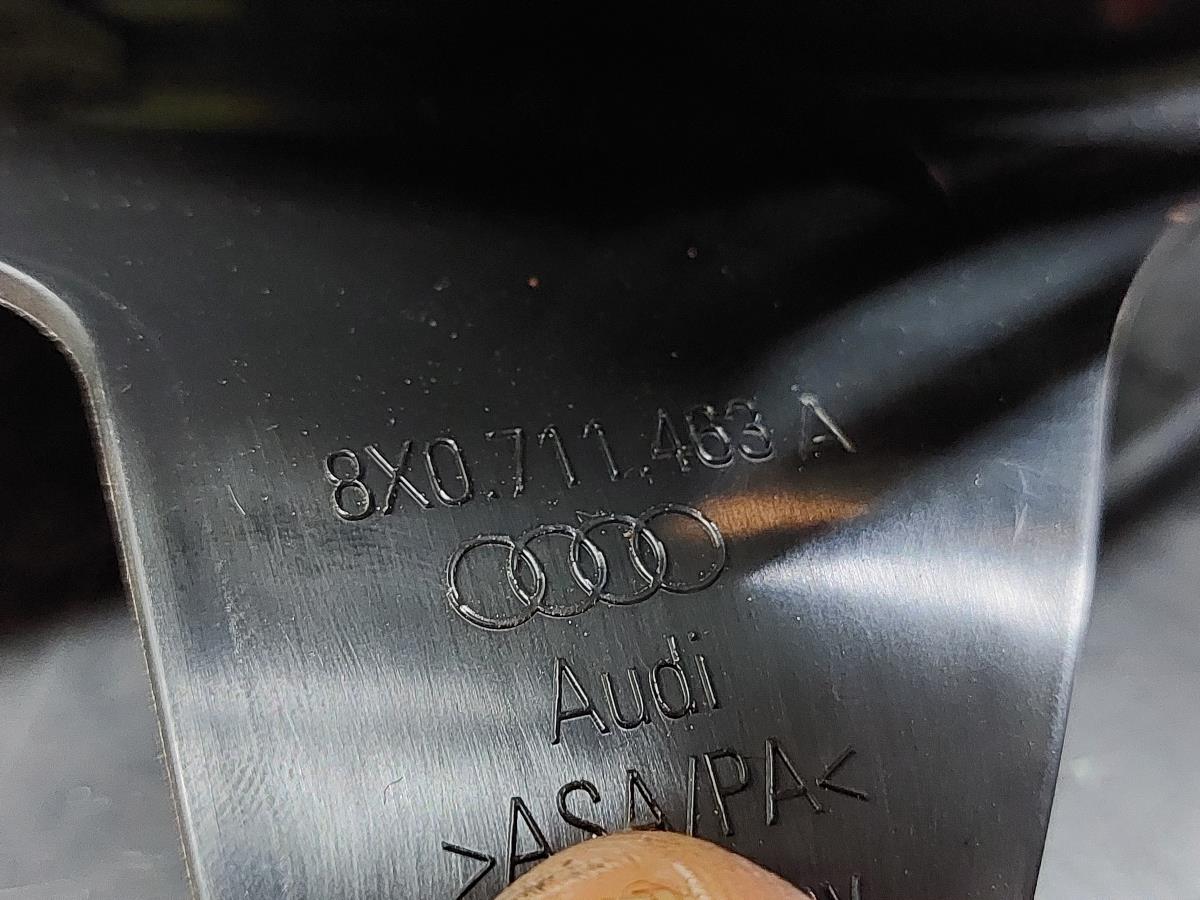 8X0.711.463 A
Audi
>ASA/PA<